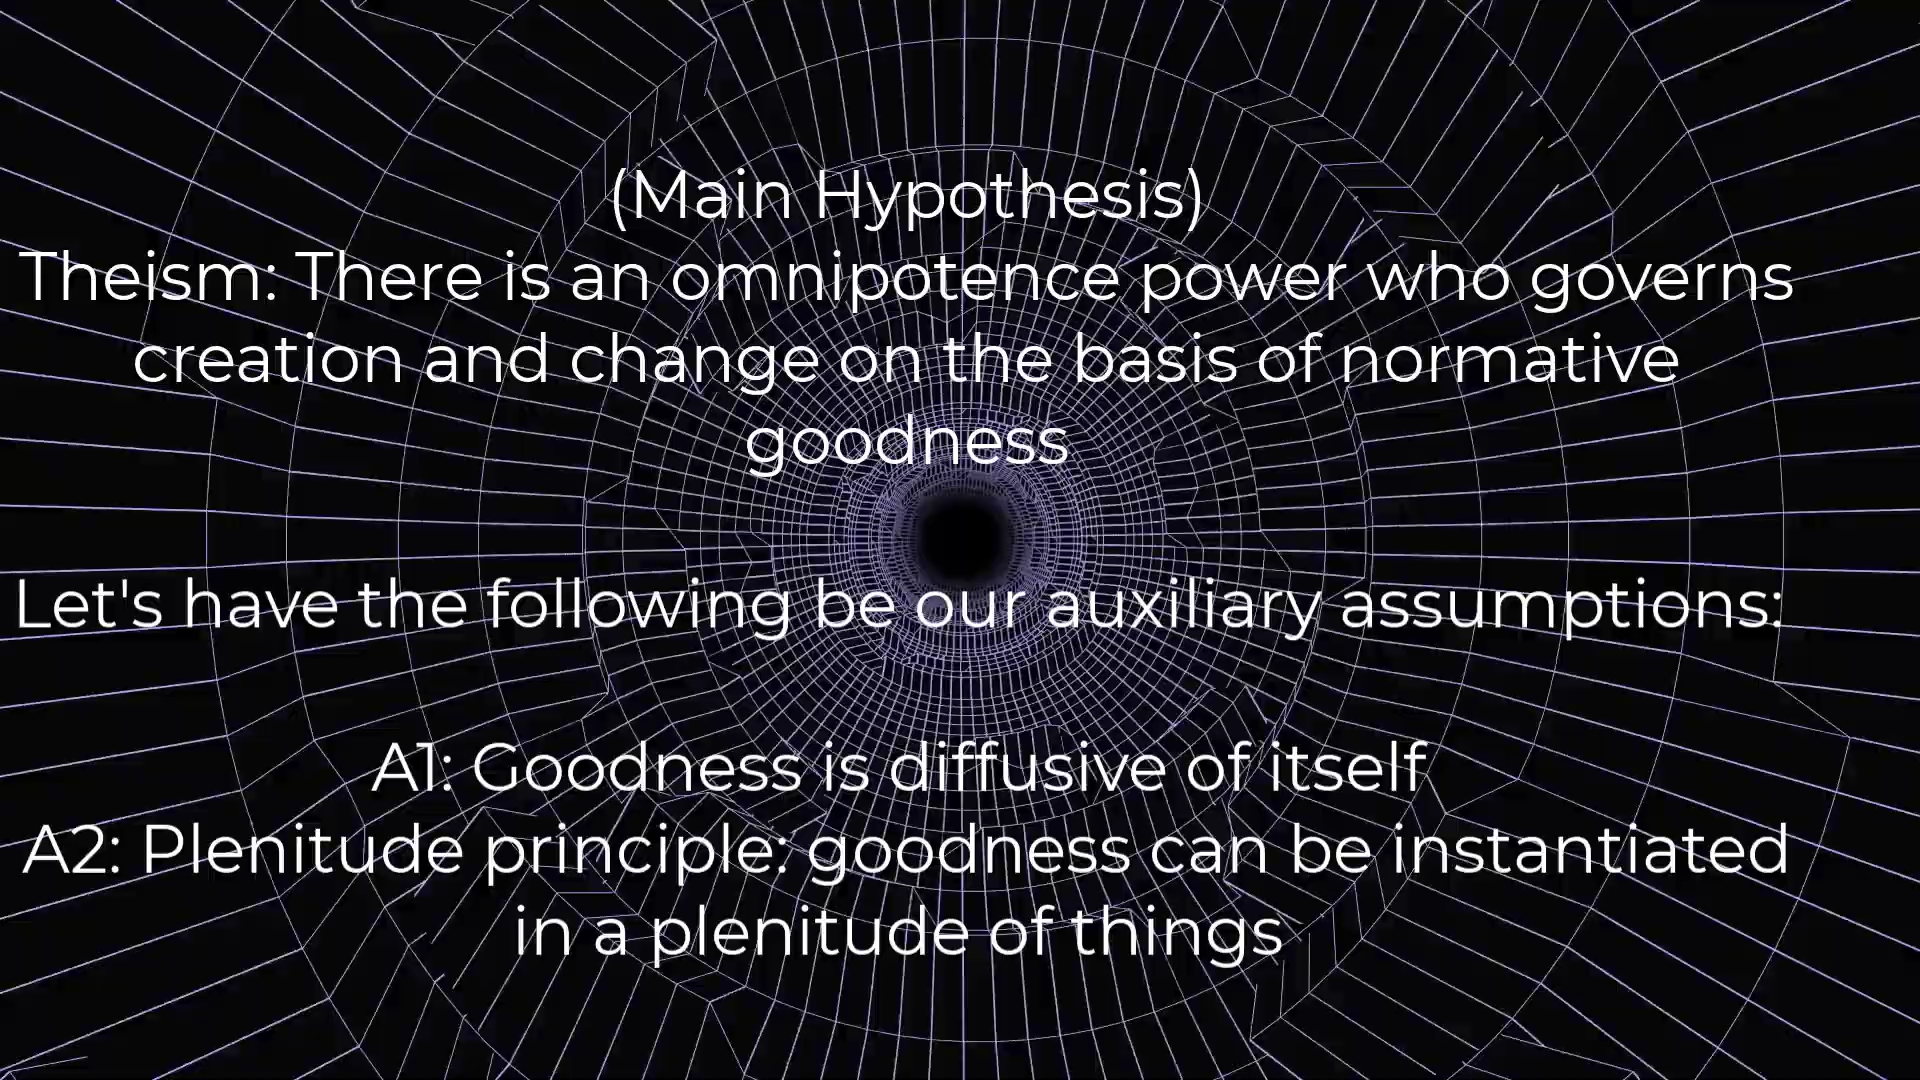 (Main Hypothesis)
Theism: There is an omnipotence power who governs
creation and change on the basis of normative
goodness
Let's have the following be our auxiliary assumptions:
A1: Goodness is diffusive of itself
A2: Plenitude principle: goodness can be instantiated
in a plenitude of things